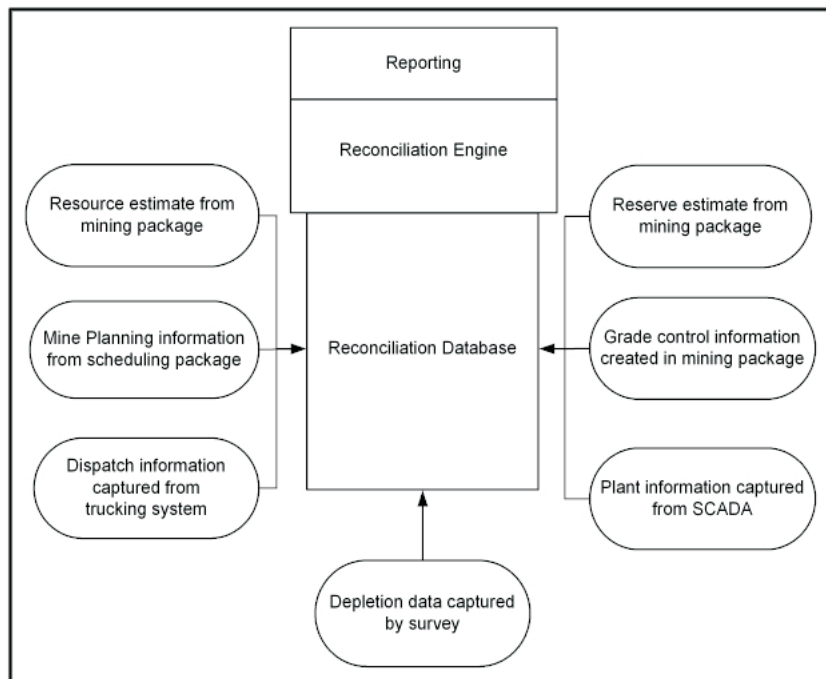 Reporting
Reconciliation Engine
Resource estimate from
mining package
Reserve estimate from
mining package
Mine Planning information
from scheduling package
Reconciliation Database
Grade control information
created in mining package
Dispatch information
captured from
trucking system
Plant information captured
from SCADA
Depletion data captured
by survey